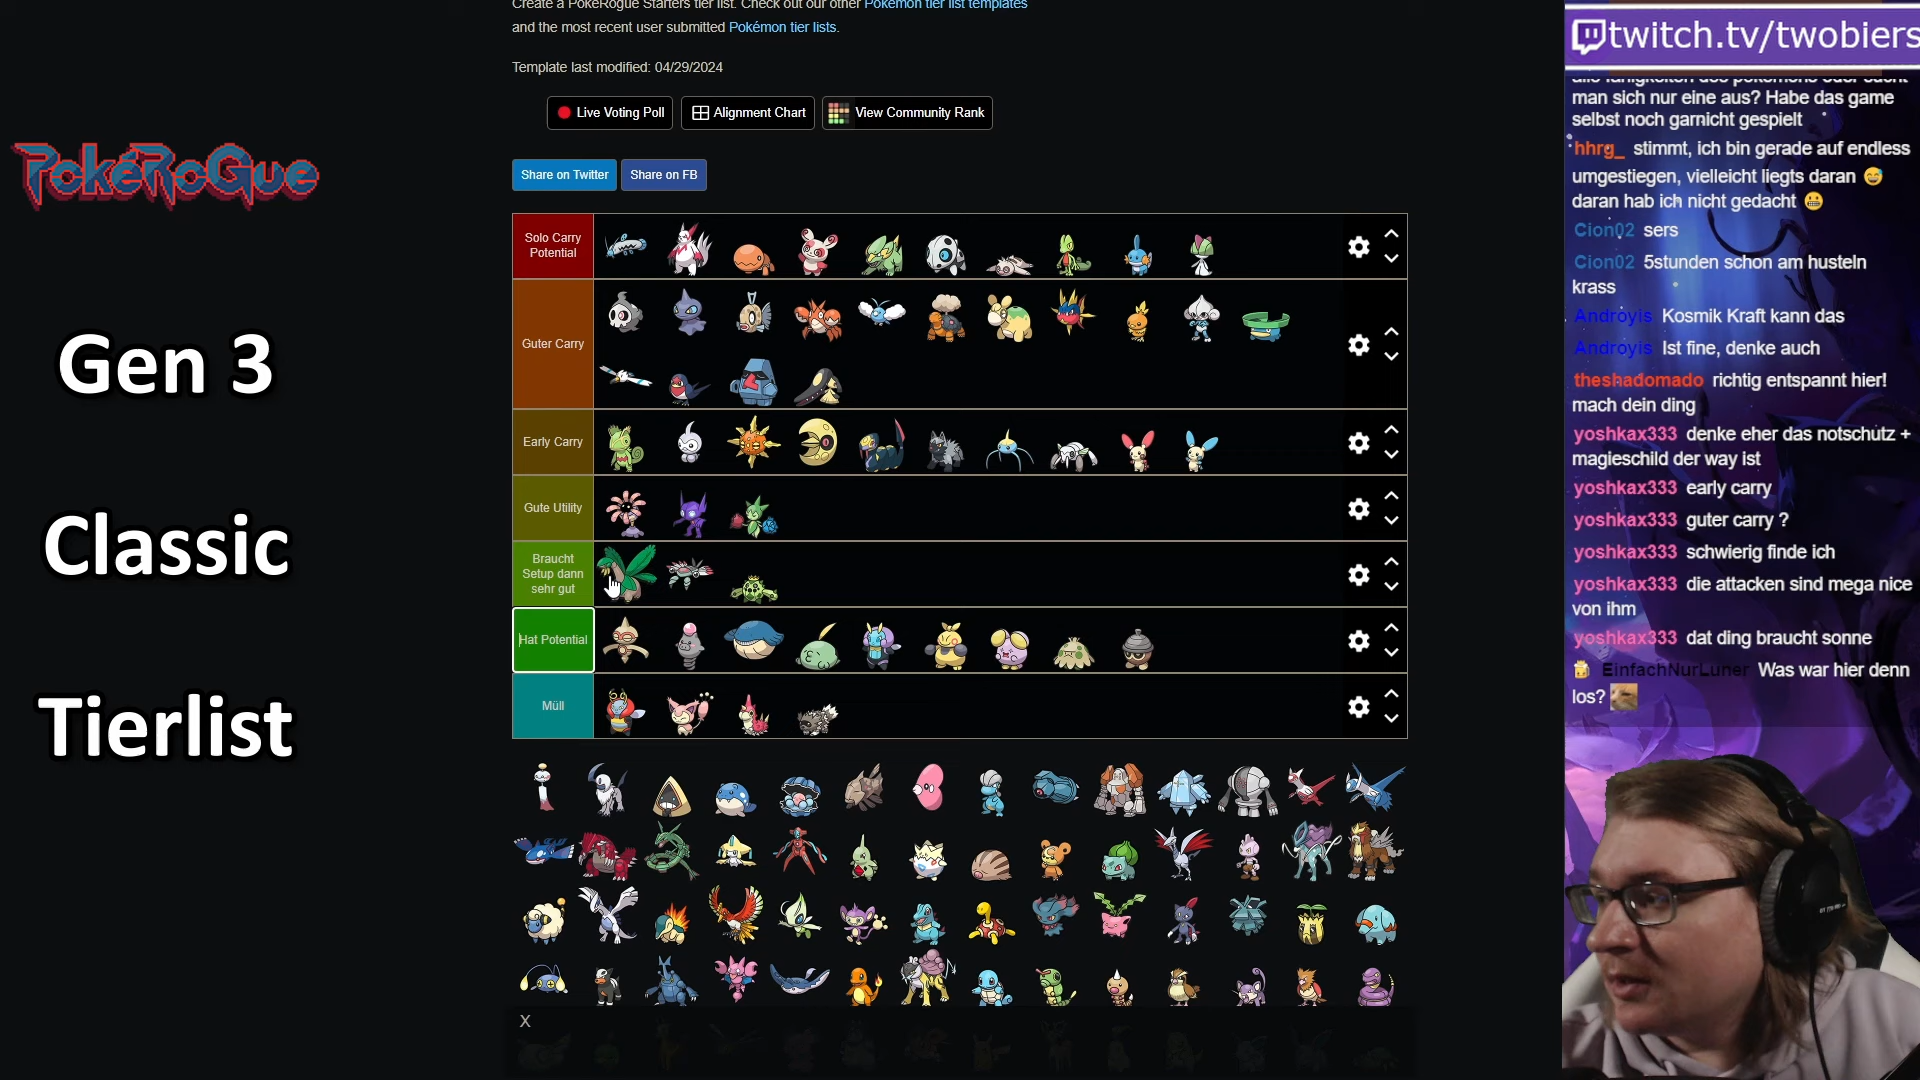 Create a PokeRogue Starters tier list. Check out our other Pokemon tier list templates
and the most recent user submitted Pokémon tier lists.
Template last modified: 04/29/2024
Live Voting Poll
Alignment Chart
View Community Rank
Share on Twitter
Share on FB
PokéRoGue
Gen 3
Classic
Tierlist
Solo Carry
Potential
Guter Carry
Early Carry
Gute Utility
Braucht
Setup dann
sehr gut
Hat Potential
Müll
X
twitch.tv/twobiers
alle fähigkeiten des pokemons oder sucht
man sich nur eine aus? Habe das game
selbst noch garnicht gespielt
hhrg_ stimmt, ich bin gerade auf endless
umgestiegen, vielleicht liegts daran 😅
daran hab ich nicht gedacht 😬
Cion02 sers
Cion02 5stunden schon am husteln
krass
Androyis Kosmik Kraft kann das
Androyis Ist fine, denke auch
theshadomado richtig entspannt hier!
mach dein ding
yoshkax333 denke eher das notschutz +
magieschild der way ist
yoshkax333 early carry
yoshkax333 guter carry ?
yoshkax333 schwierig finde ich
yoshkax333 die attacken sind mega nice
von ihm
yoshkax333 dat ding braucht sonne
EinfachNurLuner Was war hier denn
los?